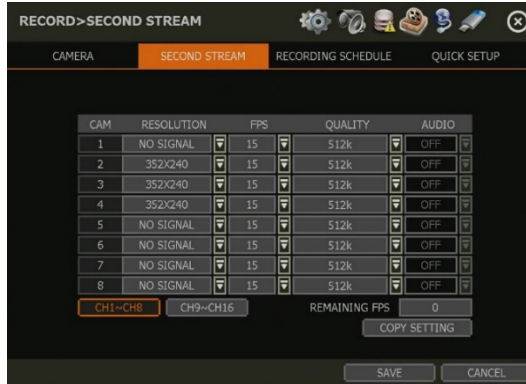 RECORD>SECOND STREAM
CAMERA SECOND STREAM RECORDING SCHEDULE QUICK SETUP
CAM RESOLUTION FPS QUALITY AUDIO
1 NO SIGNAL 15 512k OFF
2 352X240 15 512k OFF
3 352X240 15 512k OFF
4 352X240 15 512k OFF
5 NO SIGNAL 15 512k OFF
6 NO SIGNAL 15 512k OFF
7 NO SIGNAL 15 512k OFF
8 NO SIGNAL 15 512k OFF
CH1~CH8 CH9~CH16 REMAINING FPS 0
COPY SETTING
SAVE CANCEL